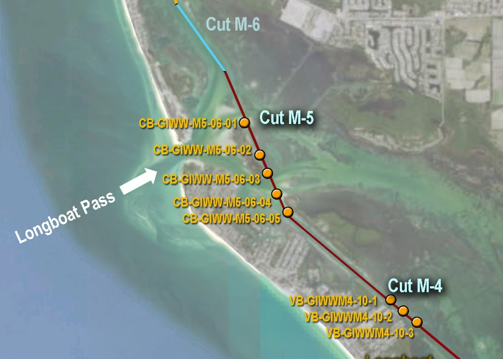 Cut M-6
CB-GIWW-M5-06-01
Cut M-5
CB-GIWW-M5-06-02
CB-GIWW-M5-06-03
CB-GIWW-M5-06-04
CB-GIWW-M5-06-05
Longboat Pass
Cut M-4
VB-GIWWM4-10-1
VB-GIWWM4-10-2
VB-GIWWM4-10-3